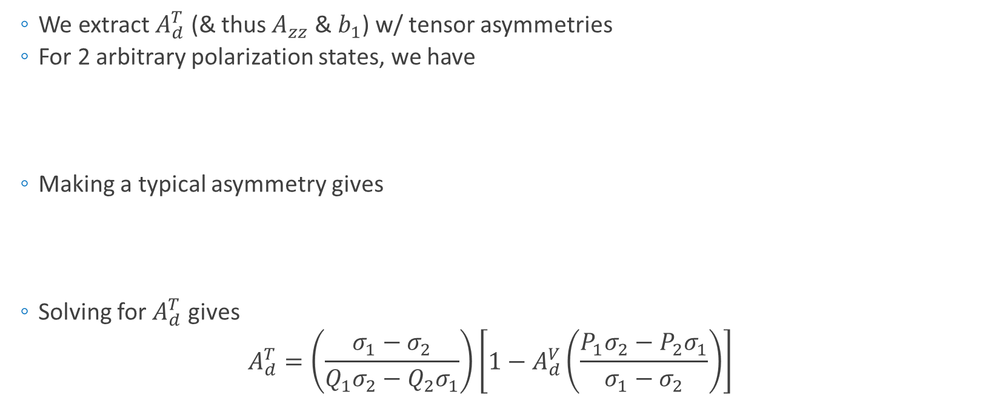 ◦ We extract $A_d^T$ (& thus $A_{zz}$ & $b_1$) w/ tensor asymmetries
◦ For 2 arbitrary polarization states, we have
◦ Making a typical asymmetry gives
◦ Solving for $A_d^T$ gives
$A_d^T = \left(\frac{\sigma_1 - \sigma_2}{Q_1\sigma_2 - Q_2\sigma_1}\right)\left[1 - A_d^V\left(\frac{P_1\sigma_2 - P_2\sigma_1}{\sigma_1 - \sigma_2}\right)\right]$